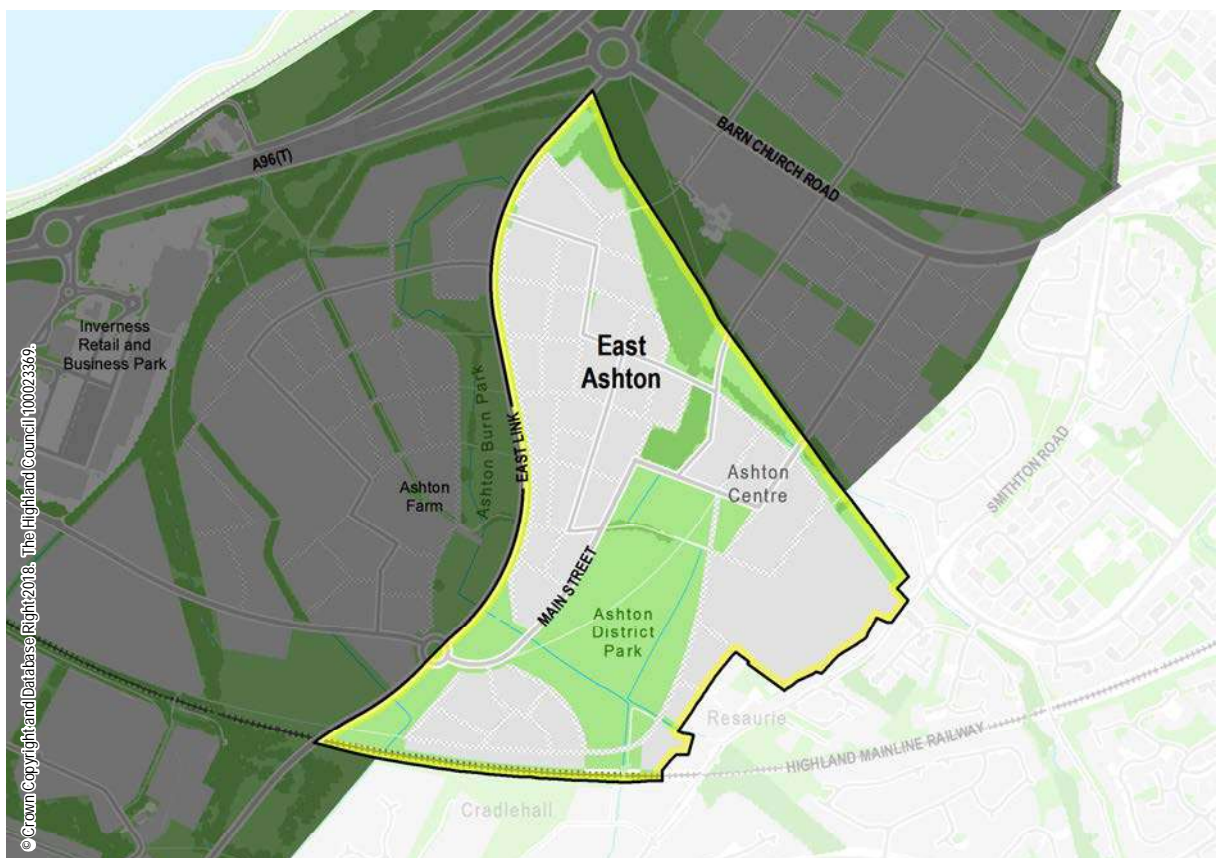 BARN CHURCH ROAD
A96(T)
Inverness
Retail and
Business Park
East
Ashton
SMITHTON ROAD
Ashton Burn Park
EAST LINK
Ashton
Farm
Ashton
Centre
MAIN STREET
Ashton
District
Park
Resaurie
HIGHLAND MAINLINE RAILWAY
Cradlehall
© Crown Copyright and Database Right 2018. The Highland Council 100023369.